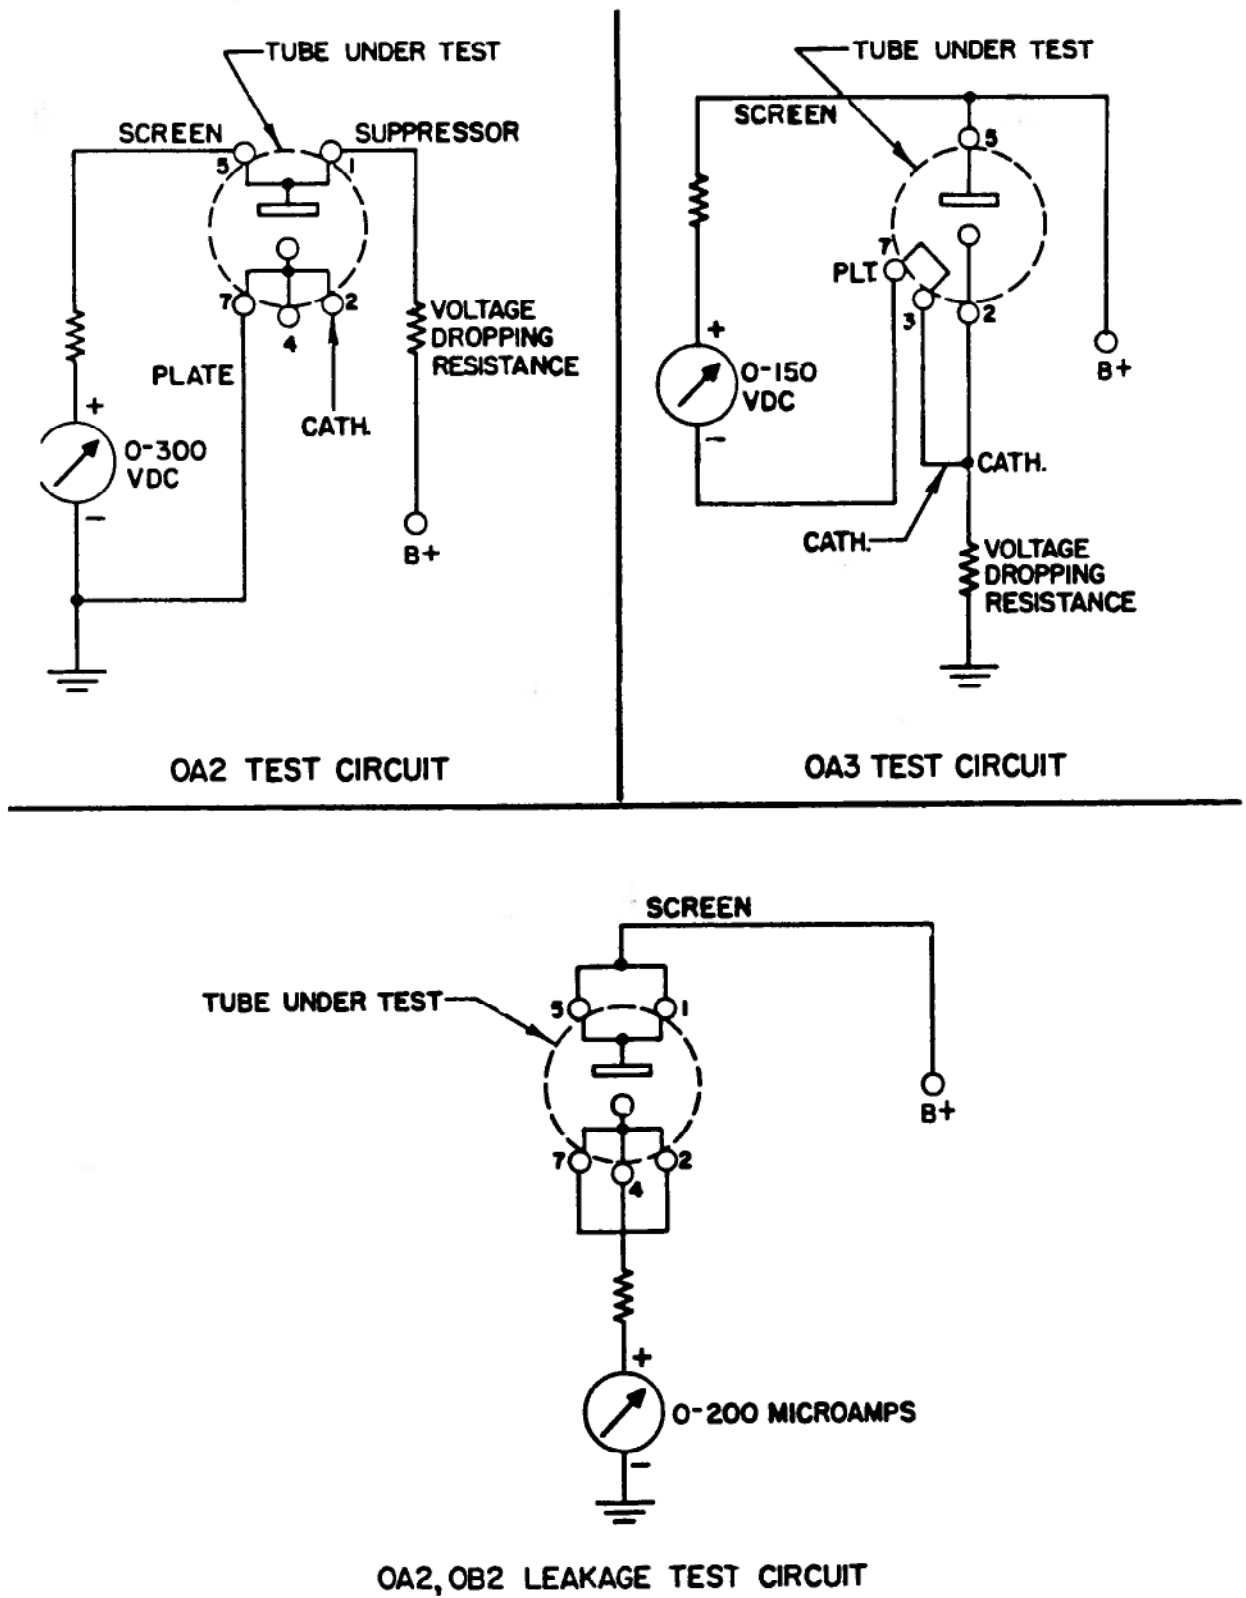 TUBE UNDER TEST
SCREEN
SUPPRESSOR
5
1
7
2
4
VOLTAGE
DROPPING
RESISTANCE
PLATE
CATH.
+
0-300
VDC
−
B+
OA2 TEST CIRCUIT
TUBE UNDER TEST
SCREEN
5
7
PLT.
3
2
+
0-150
VDC
−
B+
CATH.
CATH.
VOLTAGE
DROPPING
RESISTANCE
OA3 TEST CIRCUIT
SCREEN
TUBE UNDER TEST
5
1
B+
7
2
4
+
0-200 MICROAMPS
−
OA2, OB2 LEAKAGE TEST CIRCUIT